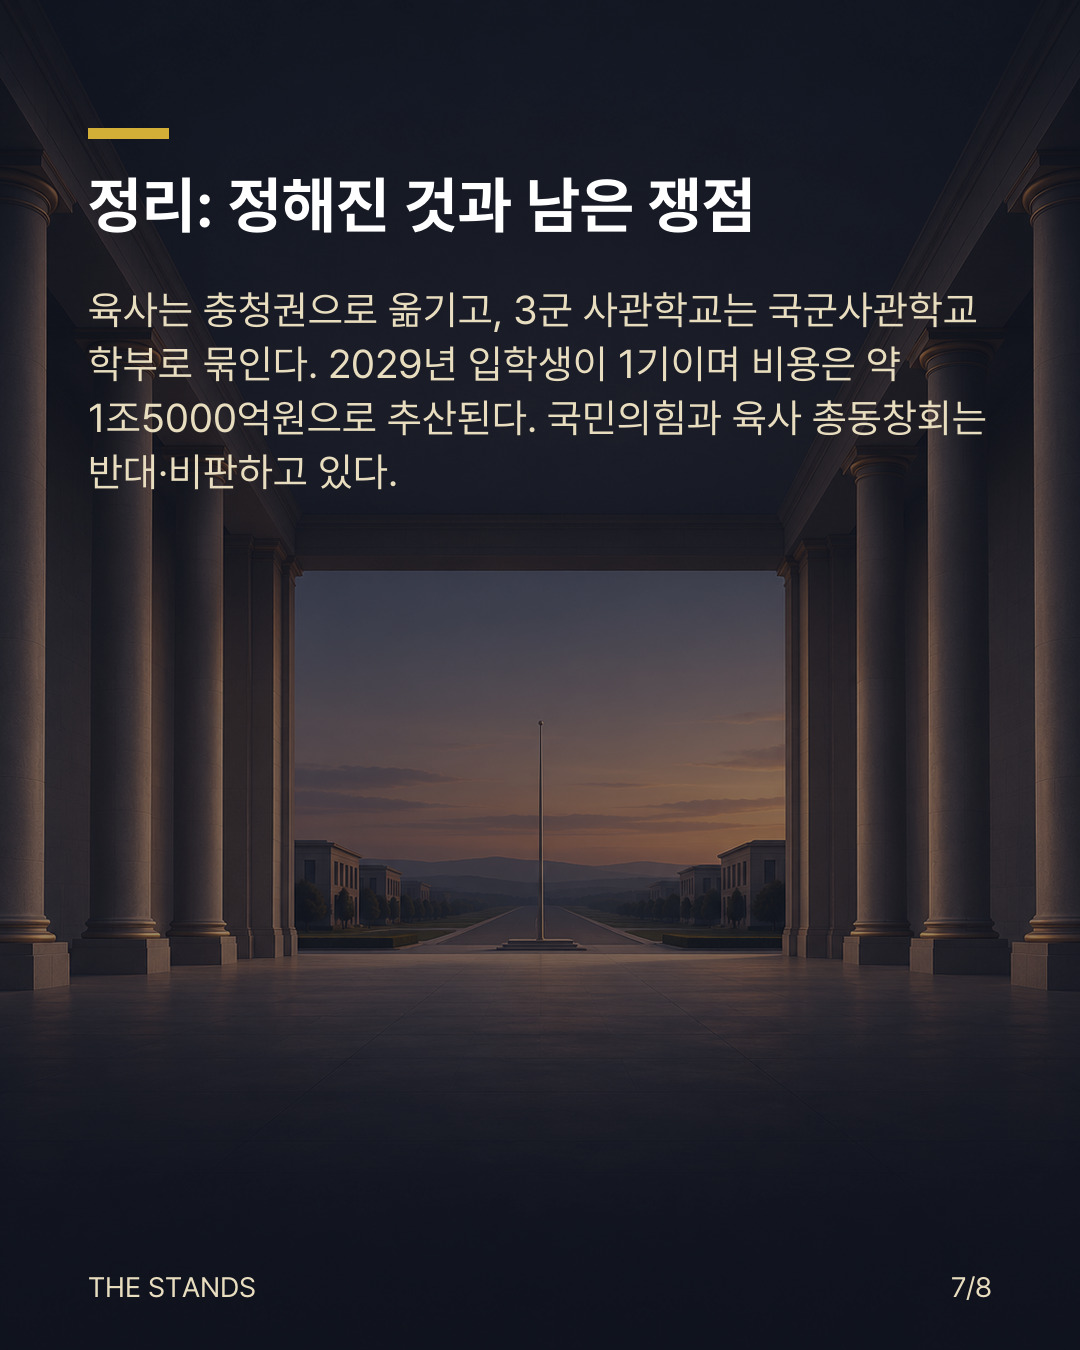 정리: 정해진 것과 남은 쟁점
육사는 충청권으로 옮기고, 3군 사관학교는 국군사관학교
학부로 묶인다. 2029년 입학생이 1기이며 비용은 약
1조5000억원으로 추산된다. 국민의힘과 육사 총동창회는
반대·비판하고 있다.
THE STANDS
7/8